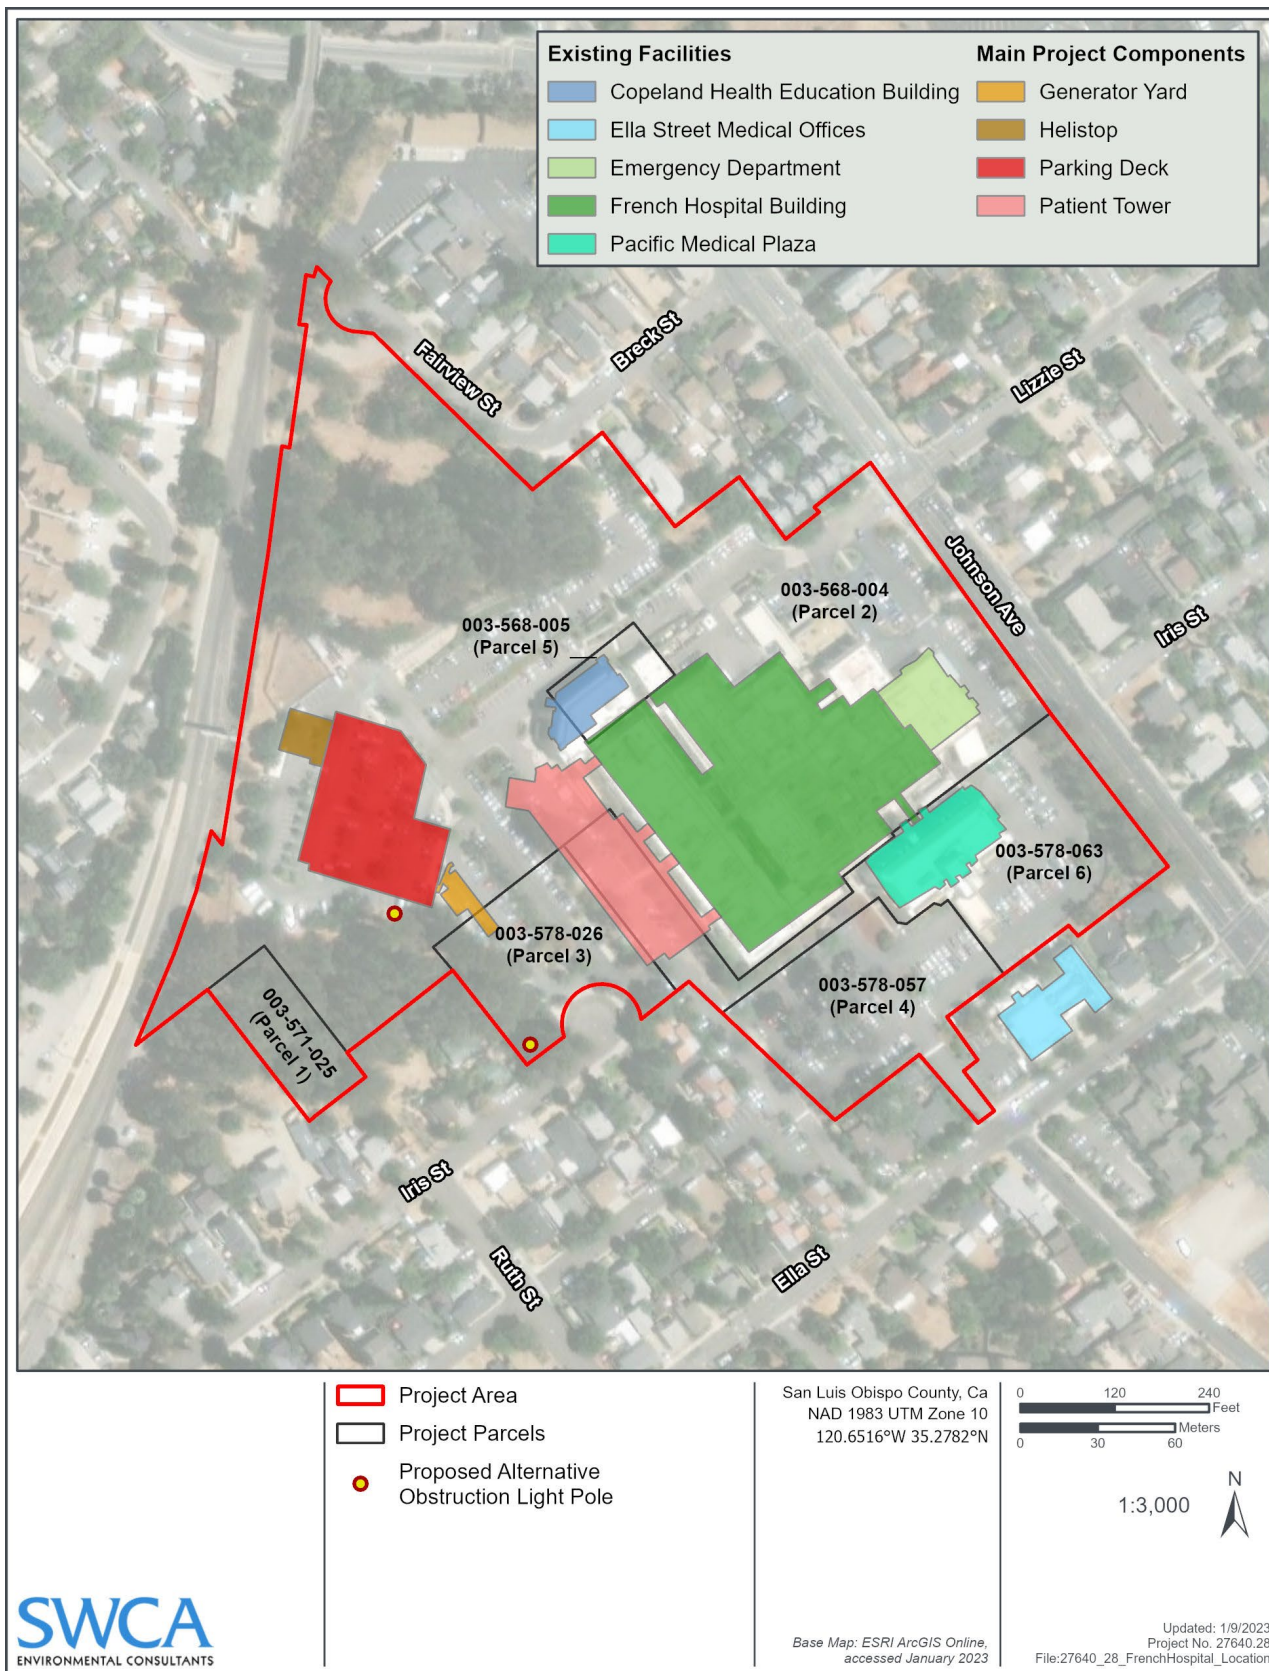 Existing Facilities
Copeland Health Education Building
Ella Street Medical Offices
Emergency Department
French Hospital Building
Pacific Medical Plaza
Main Project Components
Generator Yard
Helistop
Parking Deck
Patient Tower
Fairview St
Breck St
Lizzie St
Johnson Ave
Iris St
003-568-004
(Parcel 2)
003-568-005
(Parcel 5)
003-578-063
(Parcel 6)
003-578-026
(Parcel 3)
003-578-057
(Parcel 4)
003-571-025
(Parcel 1)
Iris St
Ruth St
Ella St
Project Area
Project Parcels
Proposed Alternative
Obstruction Light Pole
San Luis Obispo County, Ca
NAD 1983 UTM Zone 10
120.6516°W 35.2782°N
0 120 240
Feet
Meters
0 30 60
N
1:3,000
SWCA
ENVIRONMENTAL CONSULTANTS
Base Map: ESRI ArcGIS Online,
accessed January 2023
Updated: 1/9/2023
Project No. 27640.28
File:27640_28_FrenchHospital_Location